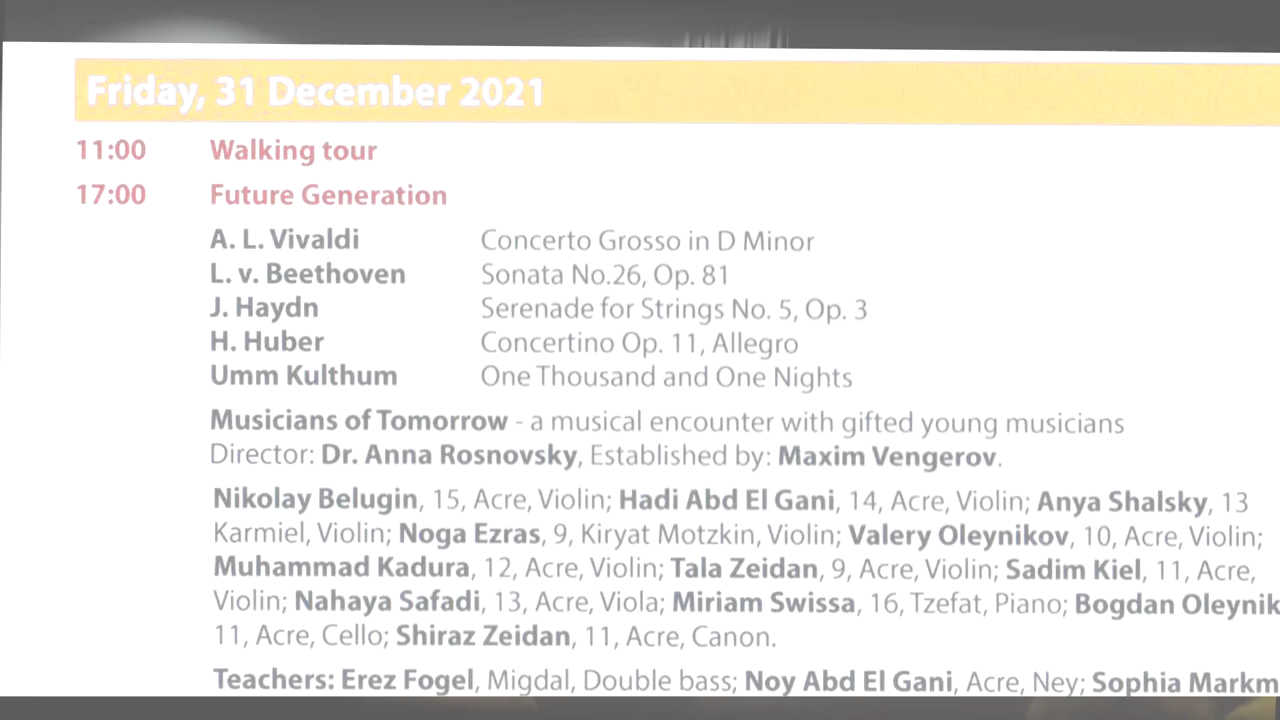 Friday, 31 December 2021
11:00 Walking tour
17:00 Future Generation
A. L. Vivaldi Concerto Grosso in D Minor
L. v. Beethoven Sonata No.26, Op. 81
J. Haydn Serenade for Strings No. 5, Op. 3
H. Huber Concertino Op. 11, Allegro
Umm Kulthum One Thousand and One Nights
Musicians of Tomorrow - a musical encounter with gifted young musicians
Director: Dr. Anna Rosnovsky, Established by: Maxim Vengerov.
Nikolay Belugin, 15, Acre, Violin; Hadi Abd El Gani, 14, Acre, Violin; Anya Shalsky, 13
Karmiel, Violin; Noga Ezras, 9, Kiryat Motzkin, Violin; Valery Oleynikov, 10, Acre, Violin;
Muhammad Kadura, 12, Acre, Violin; Tala Zeidan, 9, Acre, Violin; Sadim Kiel, 11, Acre,
Violin; Nahaya Safadi, 13, Acre, Viola; Miriam Swissa, 16, Tzefat, Piano; Bogdan Oleynik
11, Acre, Cello; Shiraz Zeidan, 11, Acre, Canon.
Teachers: Erez Fogel, Migdal, Double bass; Noy Abd El Gani, Acre, Ney; Sophia Markm